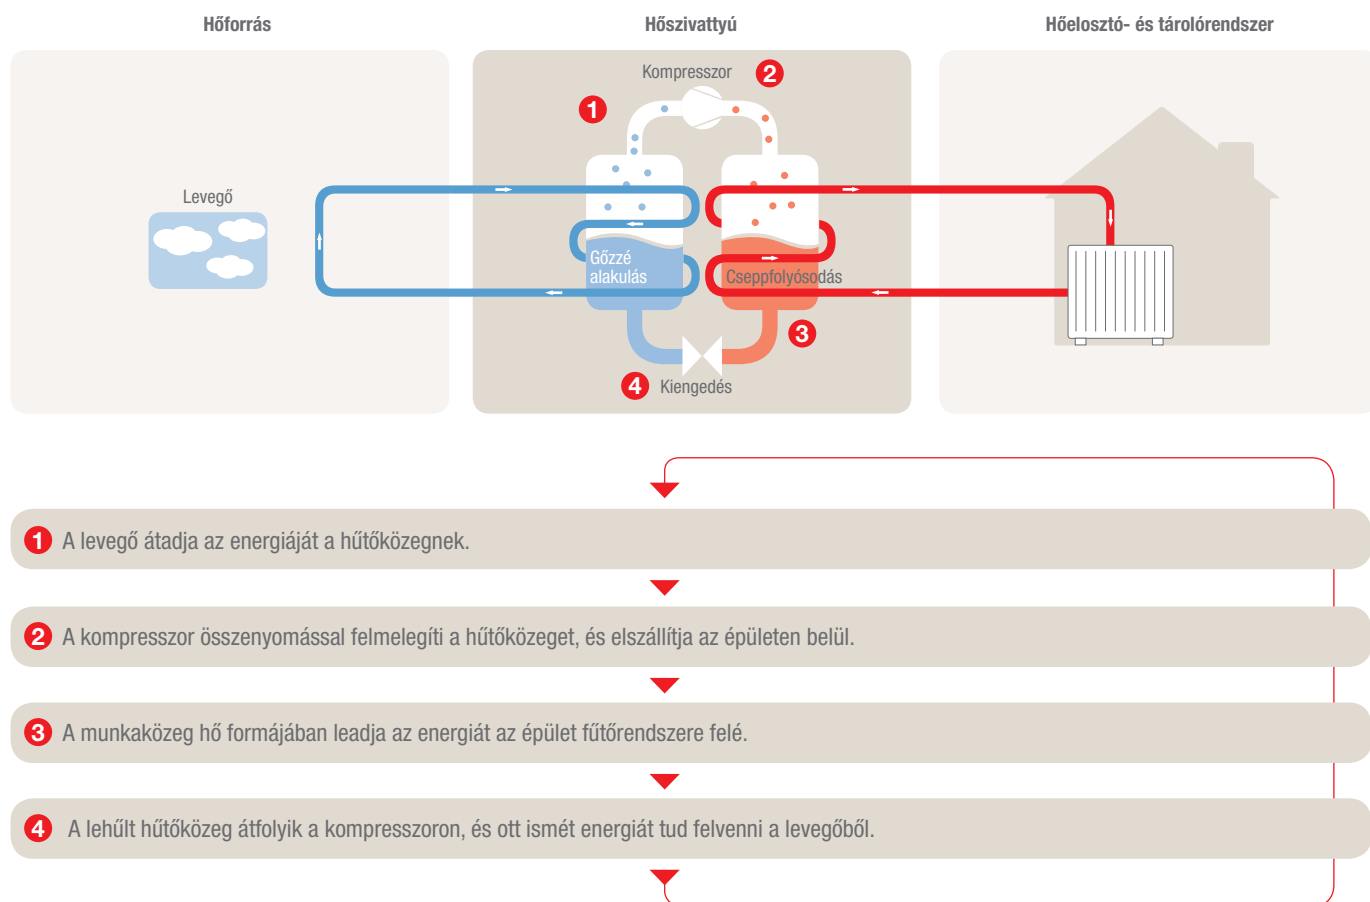 Hőforrás
Hőszivattyú
Hőelosztó- és tárolórendszer
Kompresszor
2
1
Levegő
Gőzzé
alakulás
Cseppfolyósodás
3
4
Kiengedés
1 A levegő átadja az energiáját a hűtőközegnek.
2 A kompresszor összenyomással felmelegíti a hűtőközeget, és elszállítja az épületen belül.
3 A munkaközeg hő formájában leadja az energiát az épület fűtőrendszere felé.
4 A lehűlt hűtőközeg átfolyik a kompresszoron, és ott ismét energiát tud felvenni a levegőből.